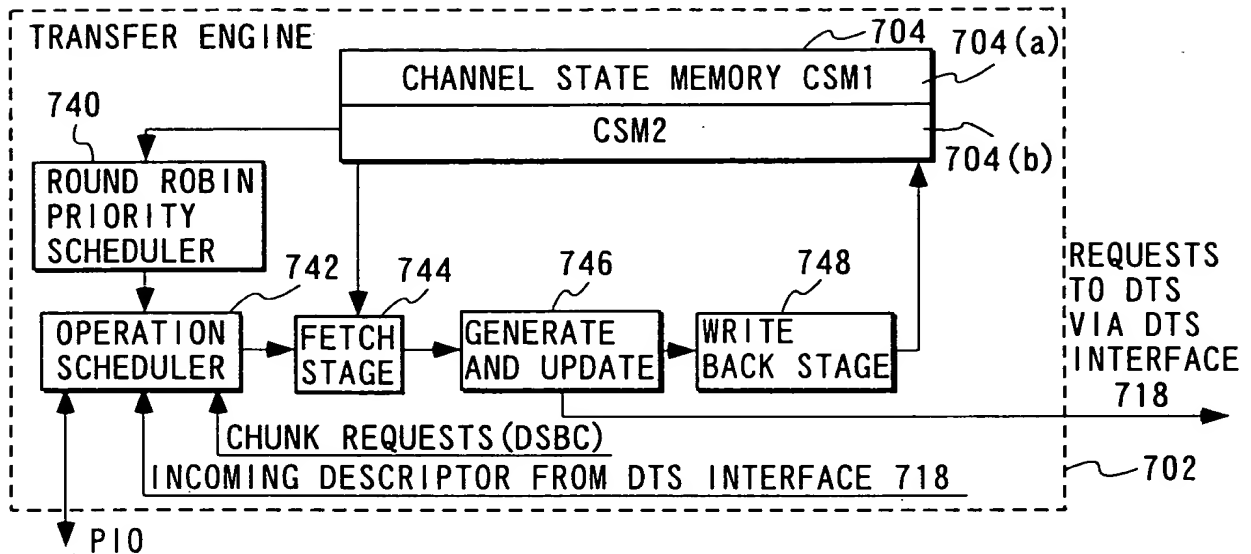 TRANSFER ENGINE
704
704(a)
CHANNEL STATE MEMORY CSM1
CSM2
704(b)
740
ROUND ROBIN
PRIORITY
SCHEDULER
742
OPERATION
SCHEDULER
744
FETCH
STAGE
746
GENERATE
AND UPDATE
748
WRITE
BACK STAGE
REQUESTS
TO DTS
VIA DTS
INTERFACE
718
CHUNK REQUESTS(DSBC)
INCOMING DESCRIPTOR FROM DTS INTERFACE 718
702
PIO